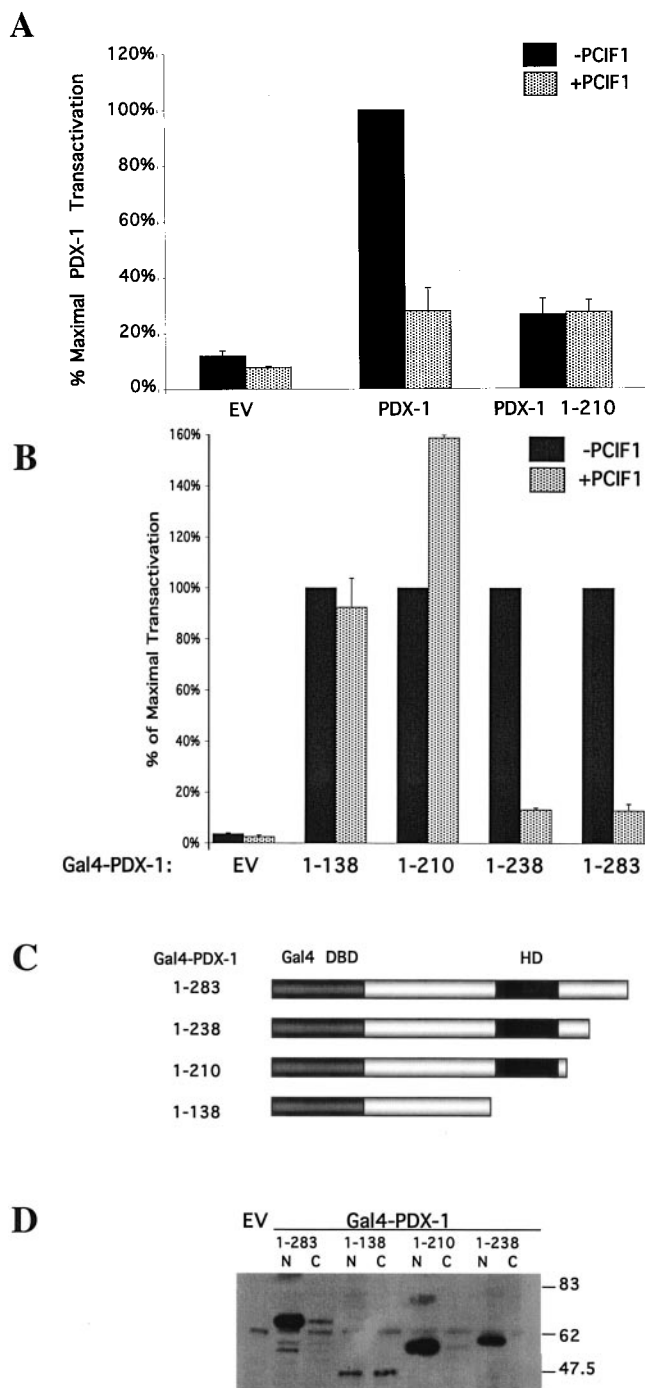 A
% Maximal PDX-1 Transactivation
120%
100%
80%
60%
40%
20%
0%
-PCIF1
+PCIF1
EV PDX-1 PDX-1 1-210
B
% of Maximal Transactivation
160%
140%
120%
100%
80%
60%
40%
20%
0%
-PCIF1
+PCIF1
Gal4-PDX-1: EV 1-138 1-210 1-238 1-283
C
Gal4-PDX-1 Gal4 DBD HD
1-283
1-238
1-210
1-138
D
EV Gal4-PDX-1
1-283 1-138 1-210 1-238
N C N C N C N C
83
62
47.5